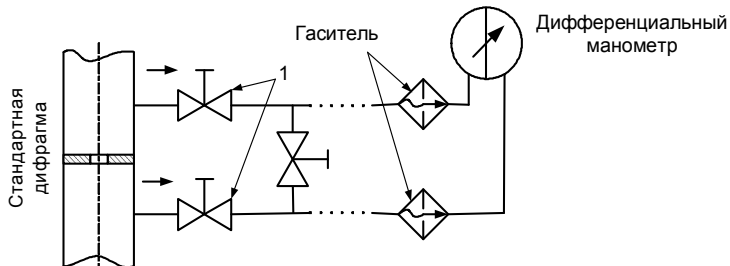 Гаситель
Дифференциальный
манометр
1
Стандартная
дифрагма